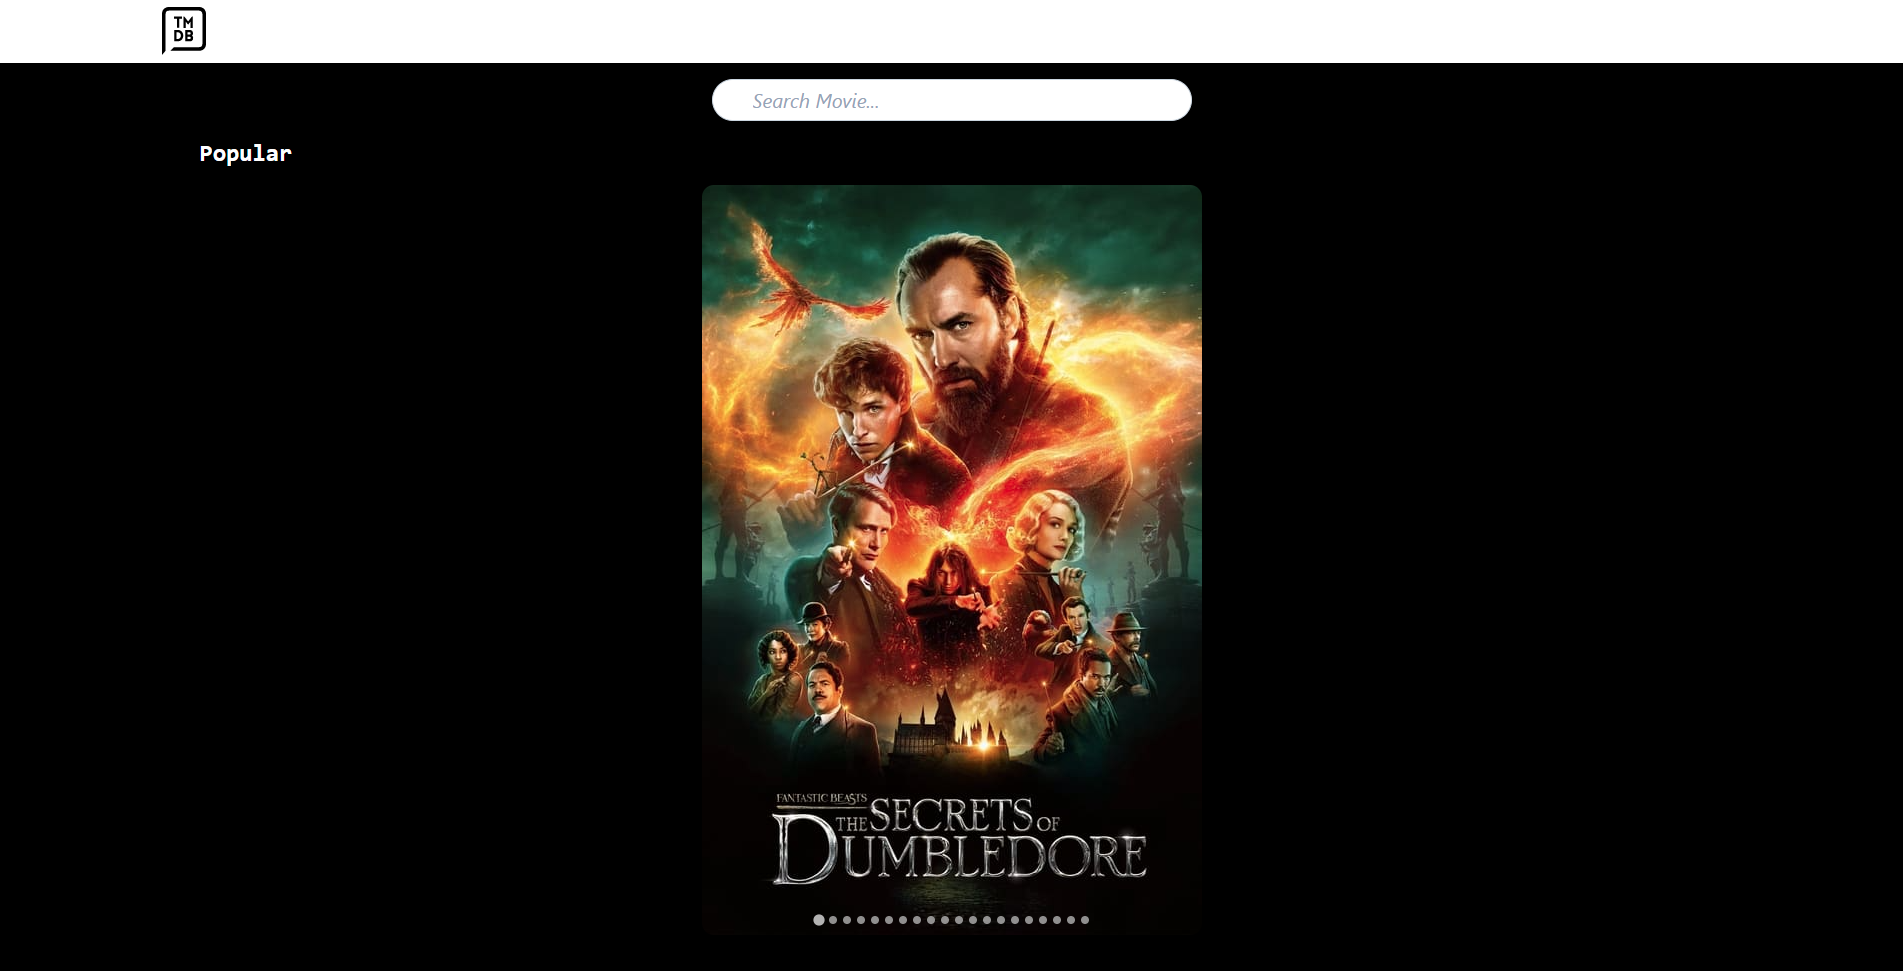 TM
DB
Search Movie...
Popular
FANTASTIC BEASTS
THE SECRETS OF
DUMBLEDORE